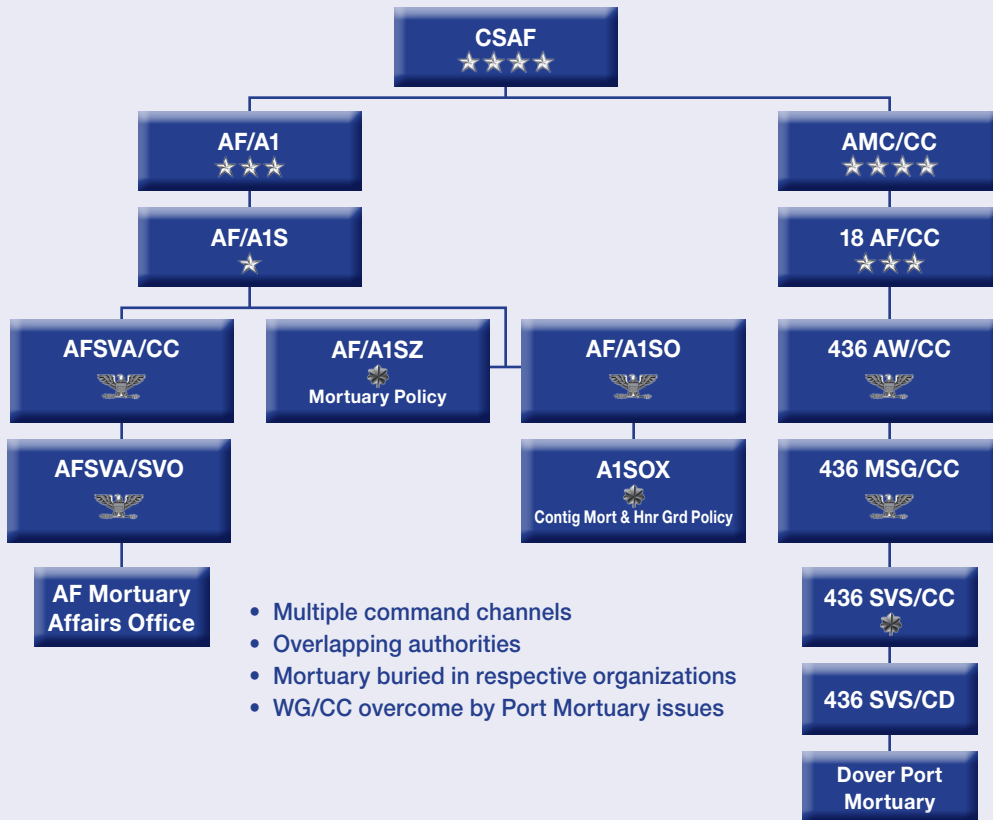 CSAF
AF/A1
AMC/CC
AF/A1S
18 AF/CC
AFSVA/CC
AF/A1SZ
Mortuary Policy
AF/A1SO
436 AW/CC
AFSVA/SVO
A1SOX
Contig Mort & Hnr Grd Policy
436 MSG/CC
AF Mortuary
Affairs Office
436 SVS/CC
• Multiple command channels
• Overlapping authorities
• Mortuary buried in respective organizations
• WG/CC overcome by Port Mortuary issues
436 SVS/CD
Dover Port
Mortuary